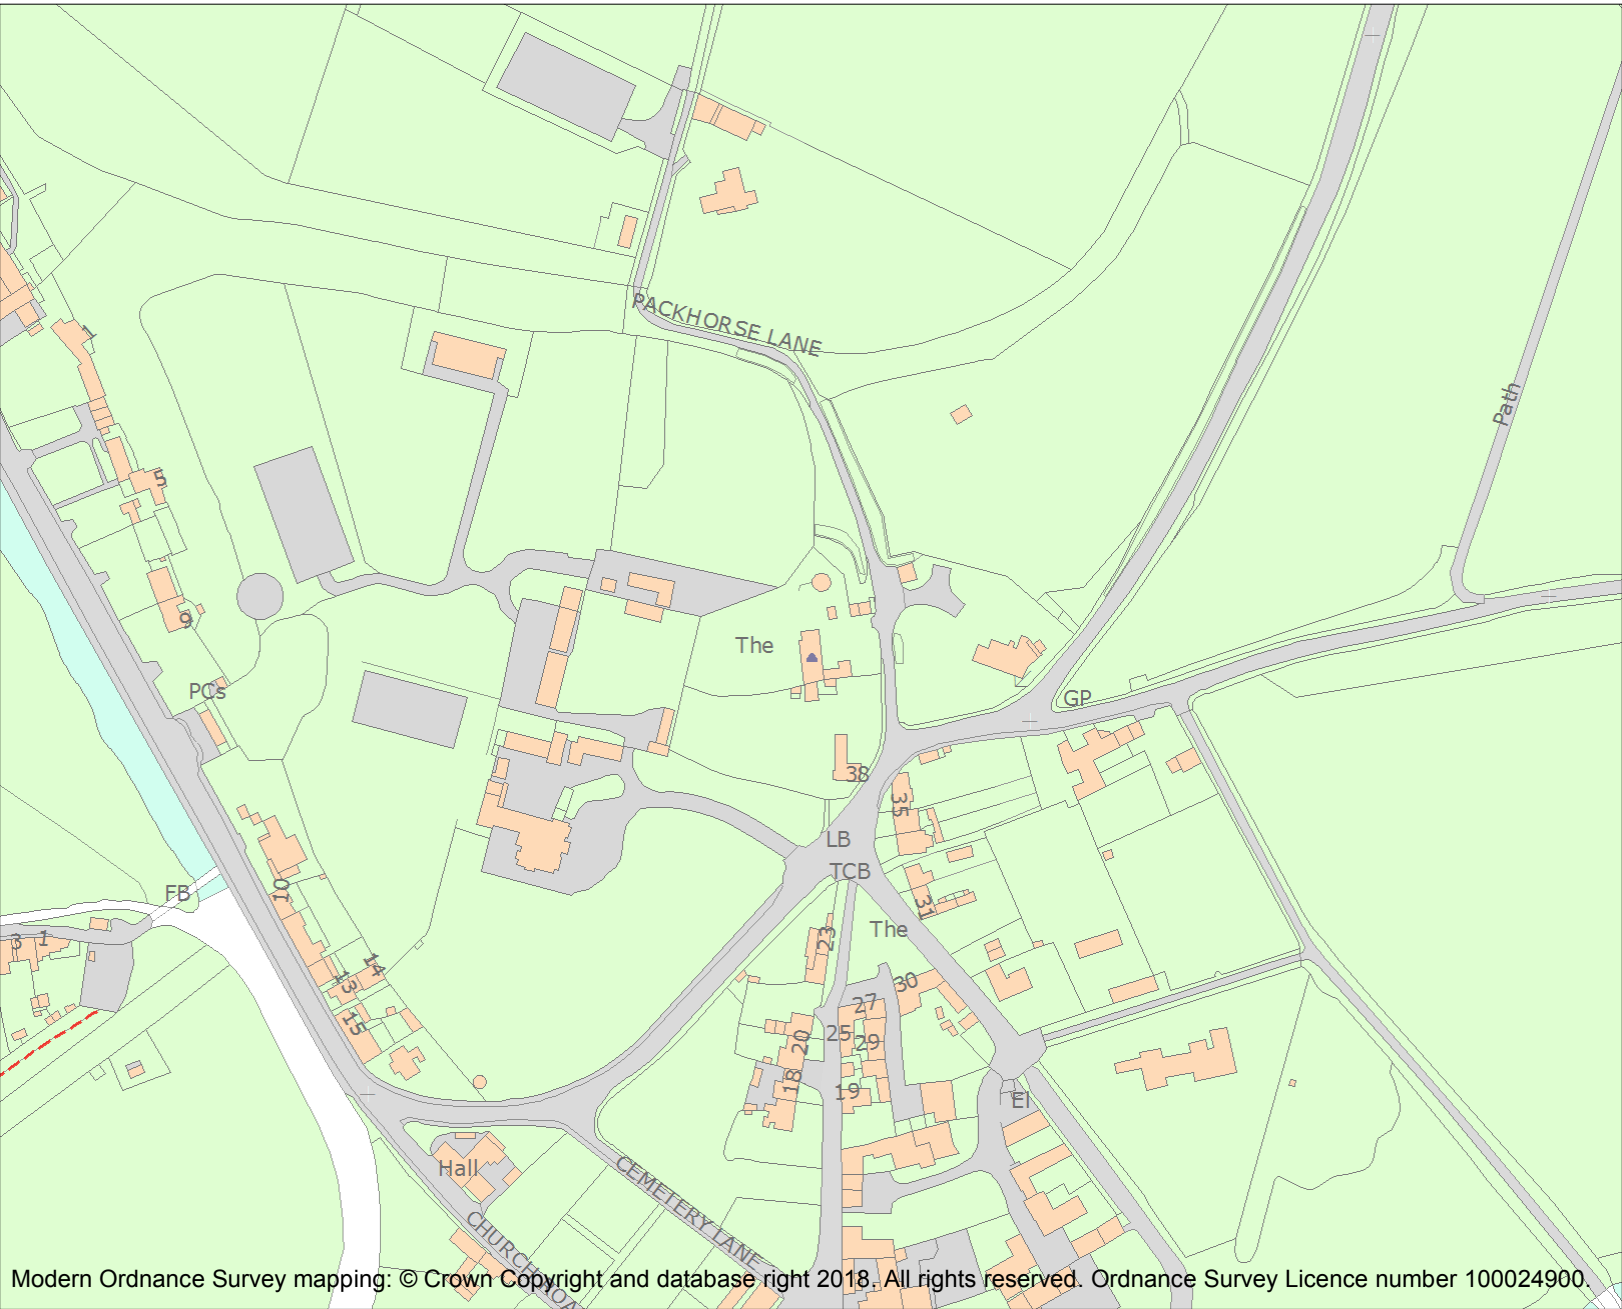 PACKHORSE LANE
1
Path
5
9
The
PCs
GP
38
35
LB
TCB
FB
10
31
The
23
3 1
14
13
30
27
15
25
20
29
18
19
El
Hall
CEMETERY LANE
CHURCH ROA
Modern Ordnance Survey mapping: © Crown Copyright and database right 2018. All rights reserved. Ordnance Survey Licence number 100024900.